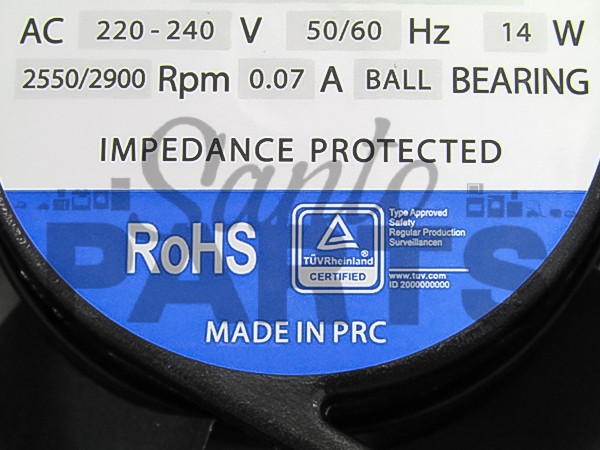 AC 220-240 V 50/60 Hz 14 W
2550/2900 Rpm 0.07 A BALL BEARING
IMPEDANCE PROTECTED
Santo
PARTS
RoHS
TÜVRheinland®
CERTIFIED
Type Approved
Safety
Regular Production
Surveillancen
www.tuv.com
ID 2000000000
MADE IN PRC